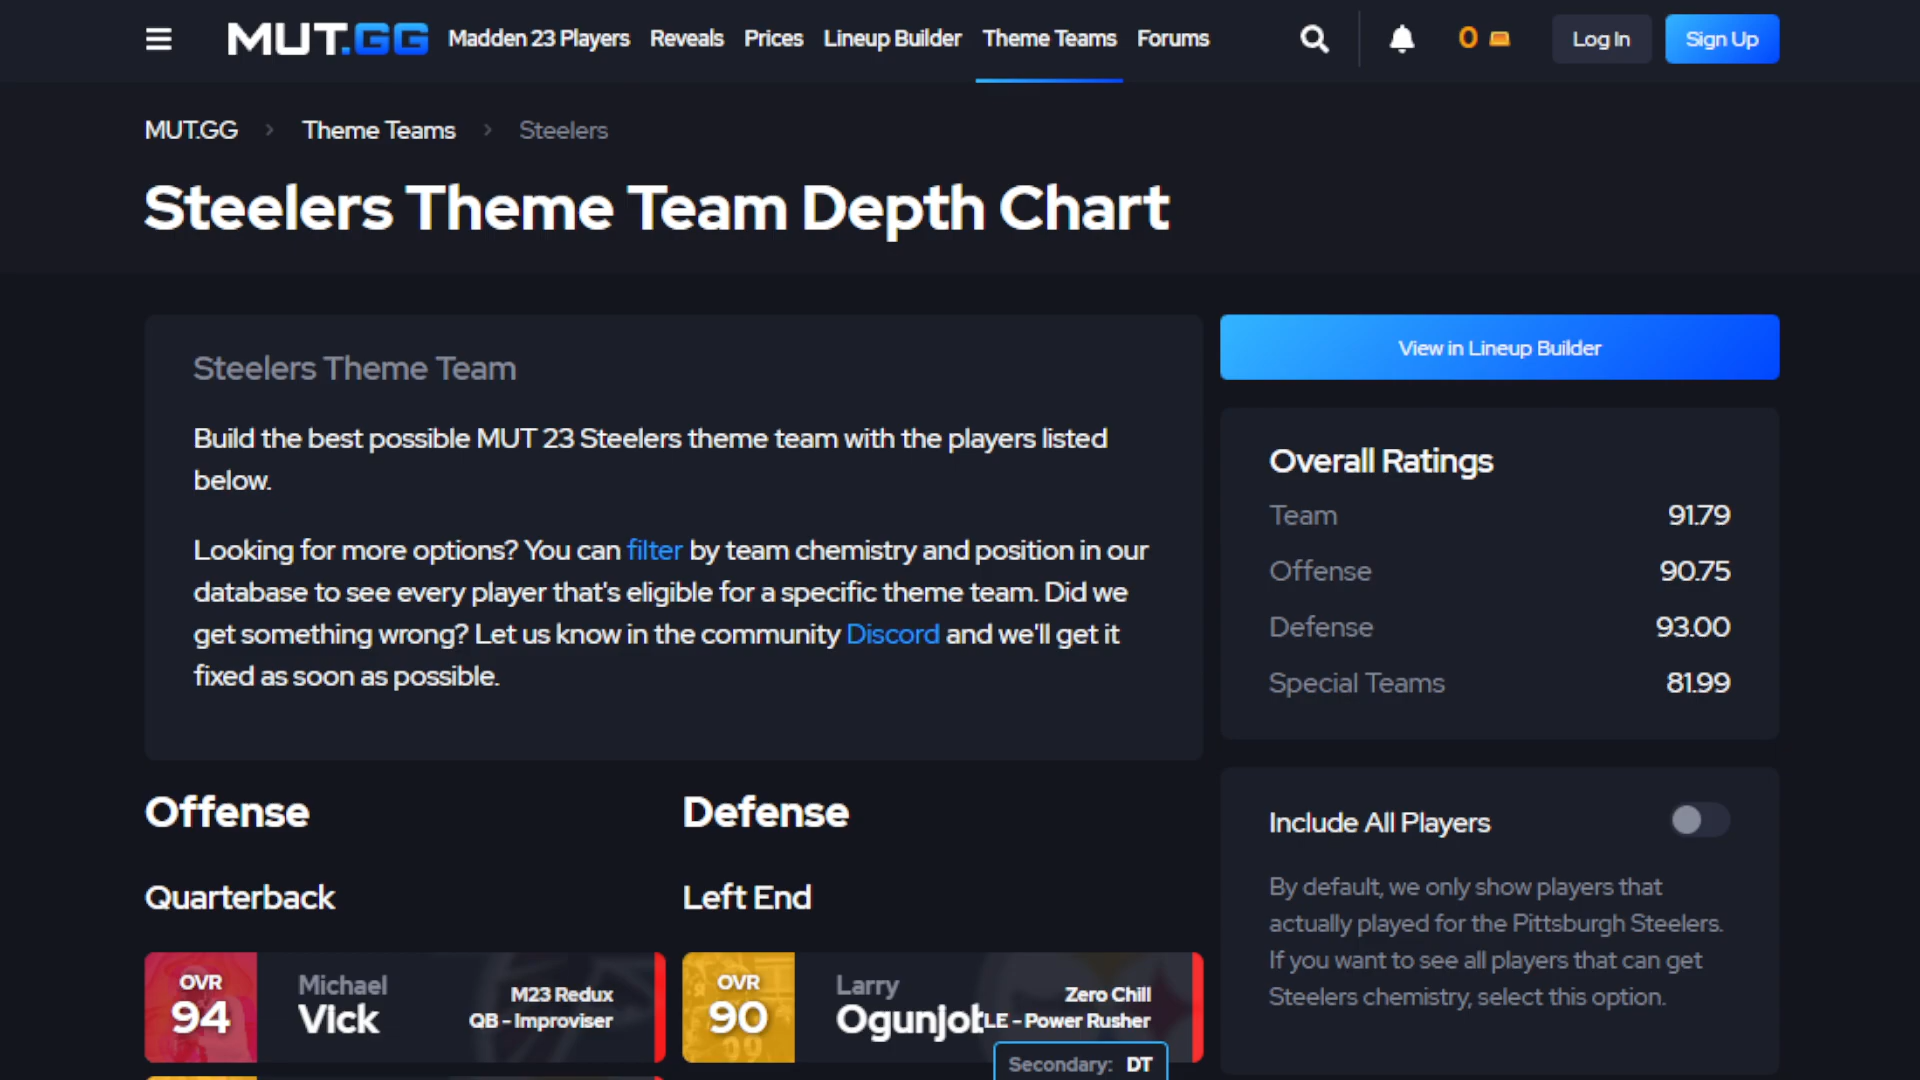 MUT.GG Madden 23 Players Reveals Prices Lineup Builder Theme Teams Forums 0 Log In Sign Up
MUT.GG > Theme Teams > Steelers
Steelers Theme Team Depth Chart
Steelers Theme Team
Build the best possible MUT 23 Steelers theme team with the players listed
below.
Looking for more options? You can filter by team chemistry and position in our
database to see every player that's eligible for a specific theme team. Did we
get something wrong? Let us know in the community Discord and we'll get it
fixed as soon as possible.
View in Lineup Builder
Overall Ratings
Team 91.79
Offense 90.75
Defense 93.00
Special Teams 81.99
Include All Players
By default, we only show players that
actually played for the Pittsburgh Steelers.
If you want to see all players that can get
Steelers chemistry, select this option.
Offense
Quarterback
OVR
94
Michael
Vick
M23 Redux
QB - Improviser
Defense
Left End
OVR
90
Larry
Ogunjob
Zero Chill
LE - Power Rusher
Secondary: DT